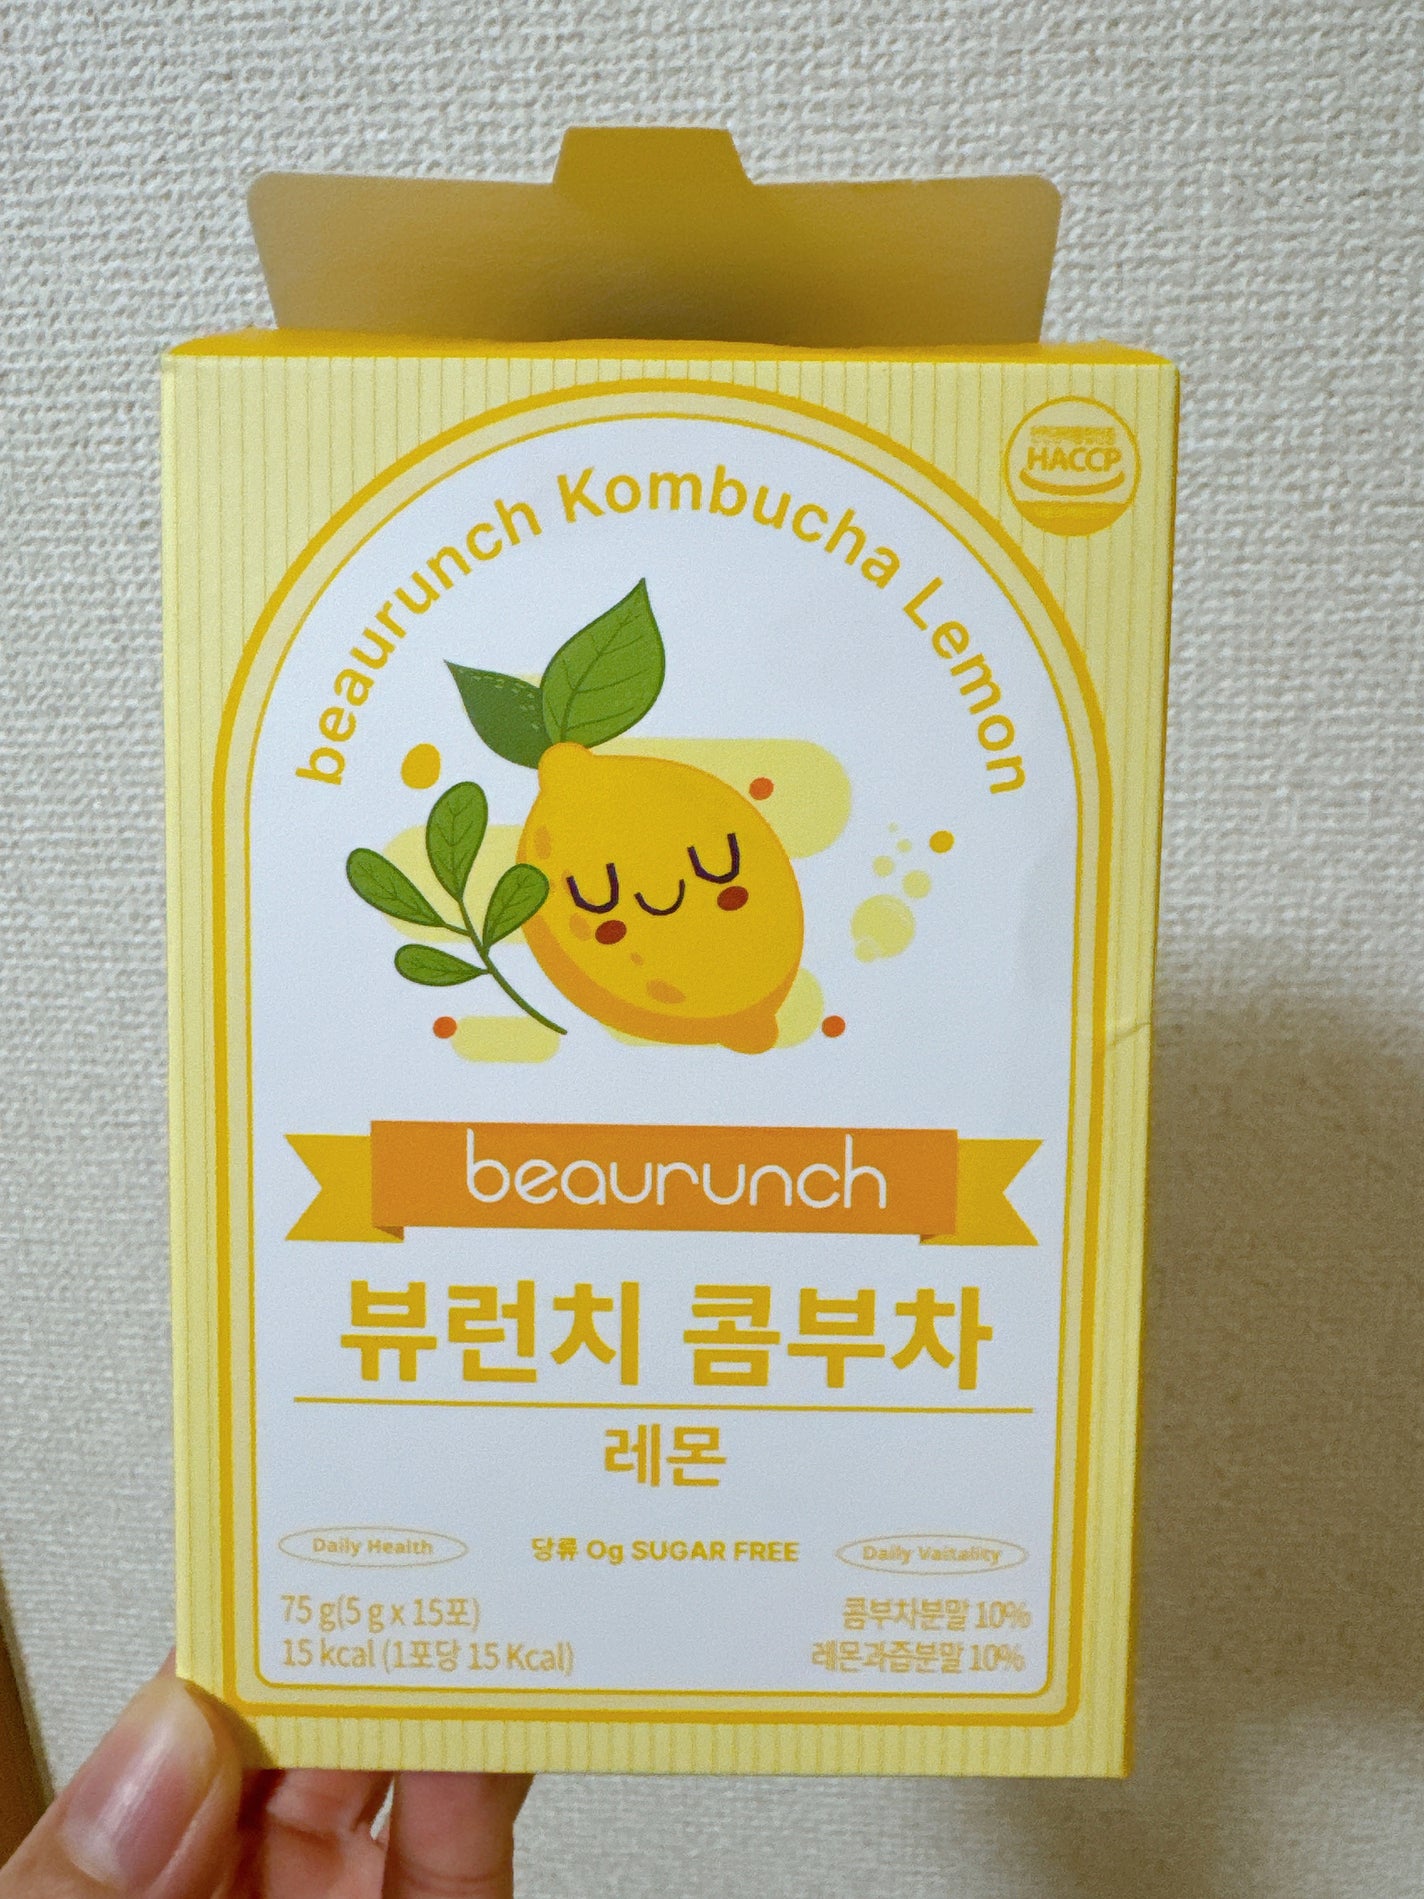 HACCP
beaurunch Kombucha Lemon
beaurunch
뷰런치 콤부차
레몬
Daily Health
당류 0g SUGAR FREE
Daily Vaitality
75 g(5 g x 15포)
15 kcal (1포당 15 Kcal)
콤부차분말 10%
레몬과즙분말 10%